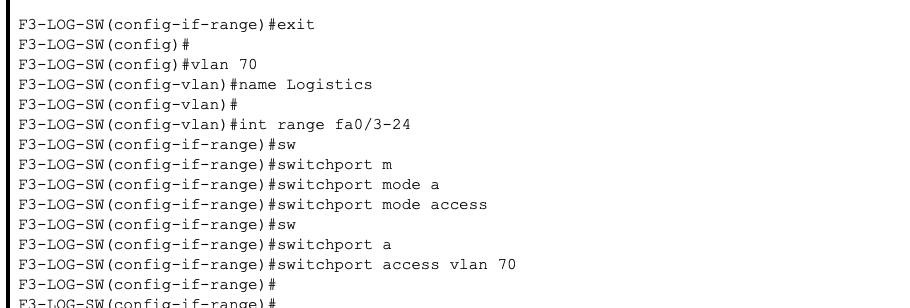 F3-LOG-SW(config-if-range)#exit
F3-LOG-SW(config)#
F3-LOG-SW(config)#vlan 70
F3-LOG-SW(config-vlan)#name Logistics
F3-LOG-SW(config-vlan)#
F3-LOG-SW(config-vlan)#int range fa0/3-24
F3-LOG-SW(config-if-range)#sw
F3-LOG-SW(config-if-range)#switchport m
F3-LOG-SW(config-if-range)#switchport mode a
F3-LOG-SW(config-if-range)#switchport mode access
F3-LOG-SW(config-if-range)#sw
F3-LOG-SW(config-if-range)#switchport a
F3-LOG-SW(config-if-range)#switchport access vlan 70
F3-LOG-SW(config-if-range)#
F3-LOG-SW(config-if-range)#